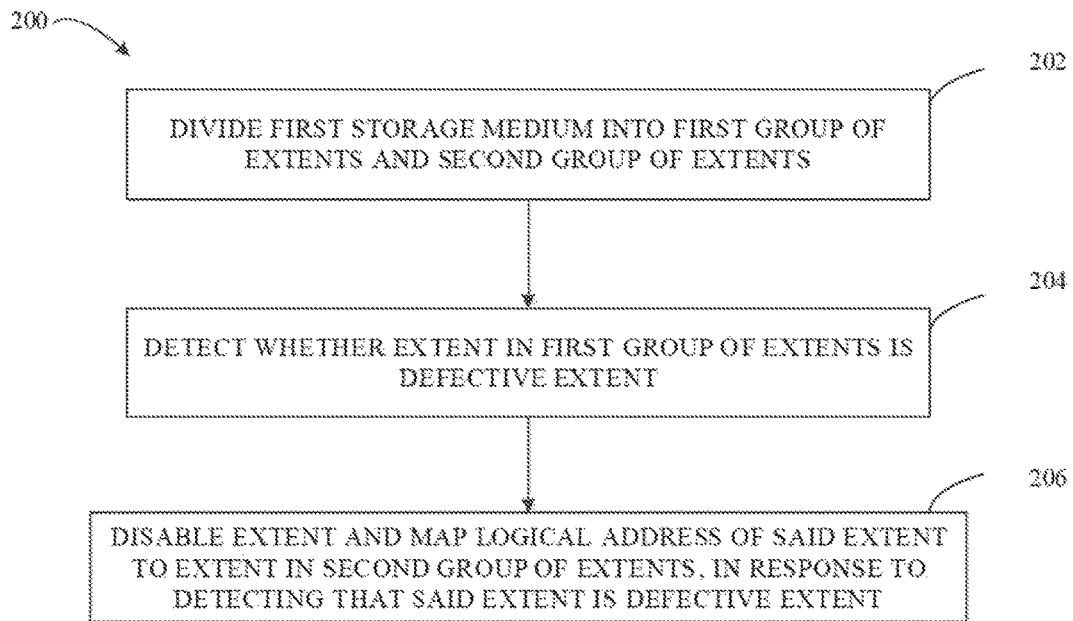 200
202
DIVIDE FIRST STORAGE MEDIUM INTO FIRST GROUP OF
EXTENTS AND SECOND GROUP OF EXTENTS
204
DETECT WHETHER EXTENT IN FIRST GROUP OF EXTENTS IS
DEFECTIVE EXTENT
206
DISABLE EXTENT AND MAP LOGICAL ADDRESS OF SAID EXTENT
TO EXTENT IN SECOND GROUP OF EXTENTS, IN RESPONSE TO
DETECTING THAT SAID EXTENT IS DEFECTIVE EXTENT